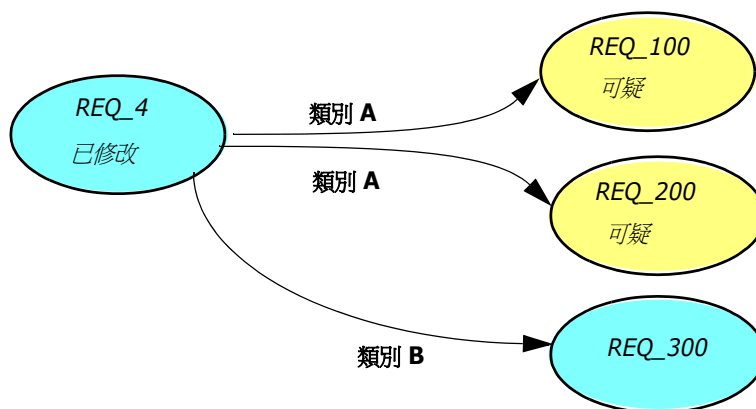 REQ_100
可疑
REQ_4
已修改
類別 A
類別 A
REQ_200
可疑
類別 B
REQ_300